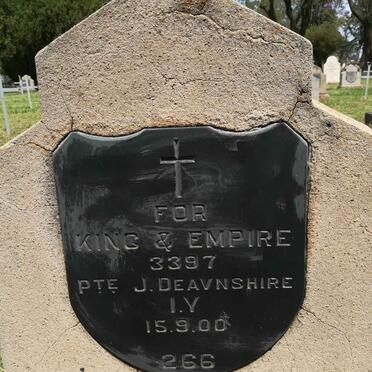 FOR
KING & EMPIRE
3397
PTE J. DEAVNSHIRE
I.Y
15.9.00
266